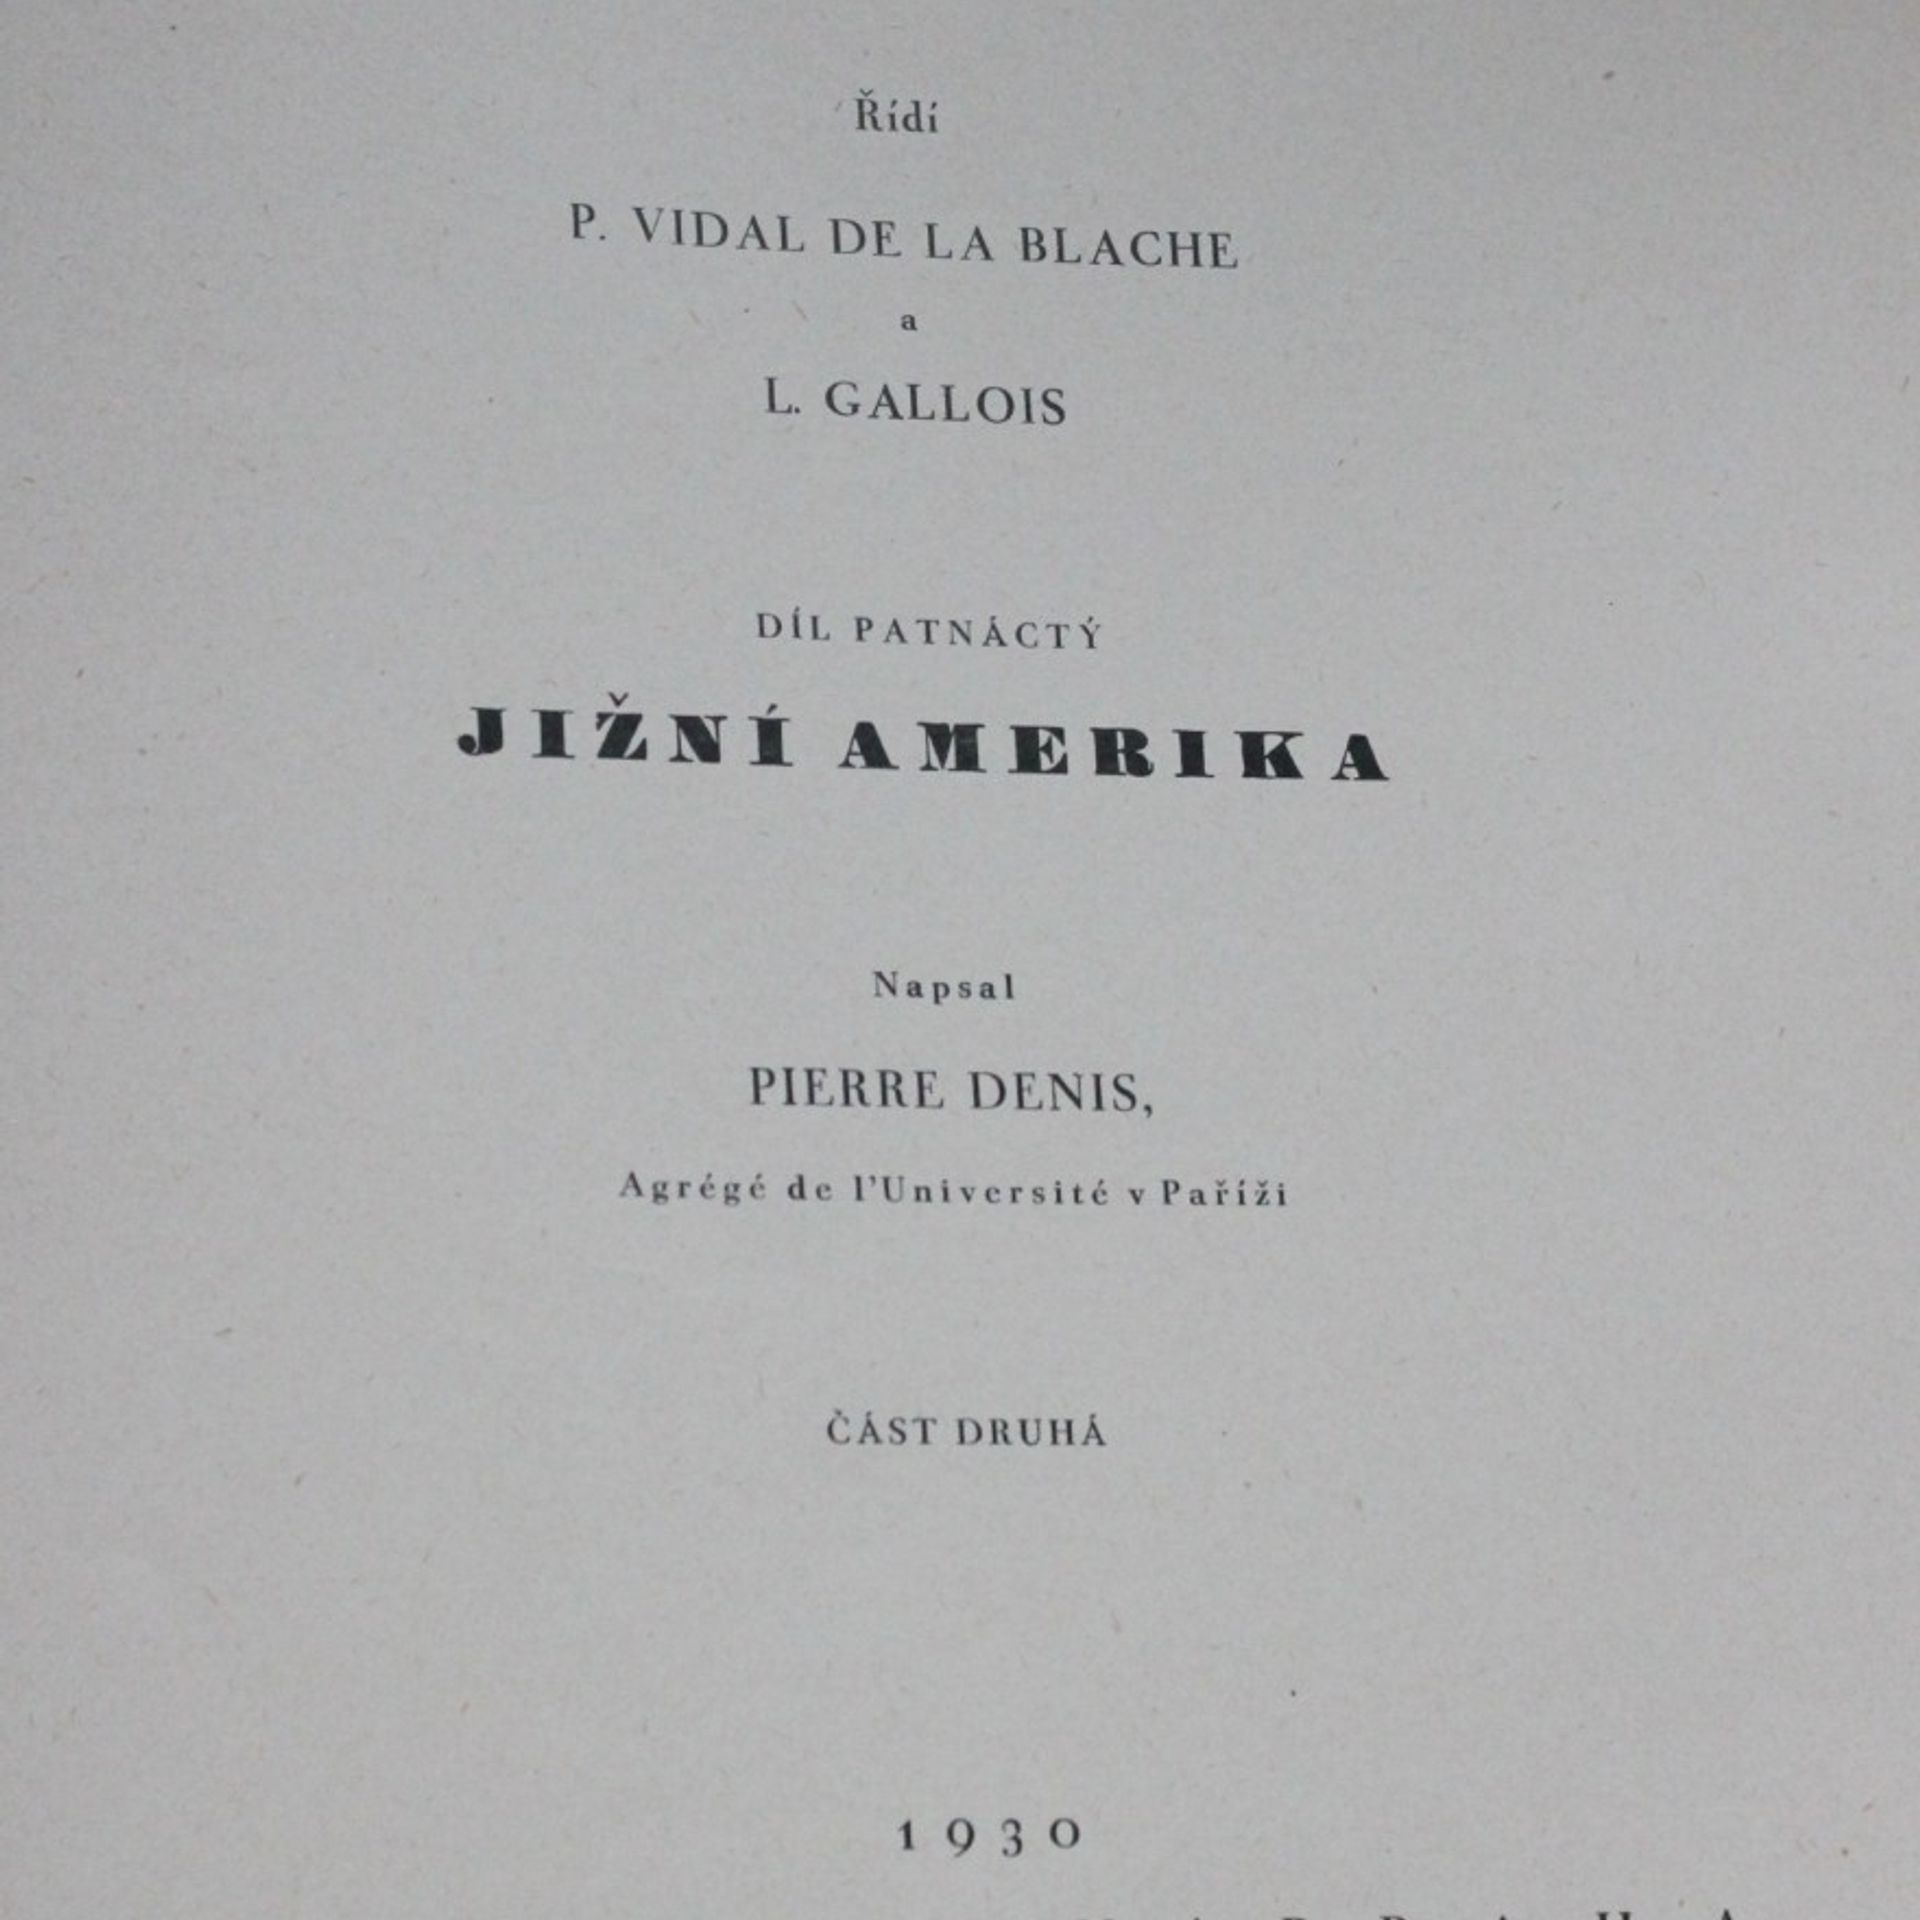 Řídí
P. VIDAL DE LA BLACHE
a
L. GALLOIS
DÍL PATNÁCTÝ
JIŽNÍ AMERIKA
Napsal
PIERRE DENIS,
Agrégé de l'Université v Paříži
ČÁST DRUHÁ
1930